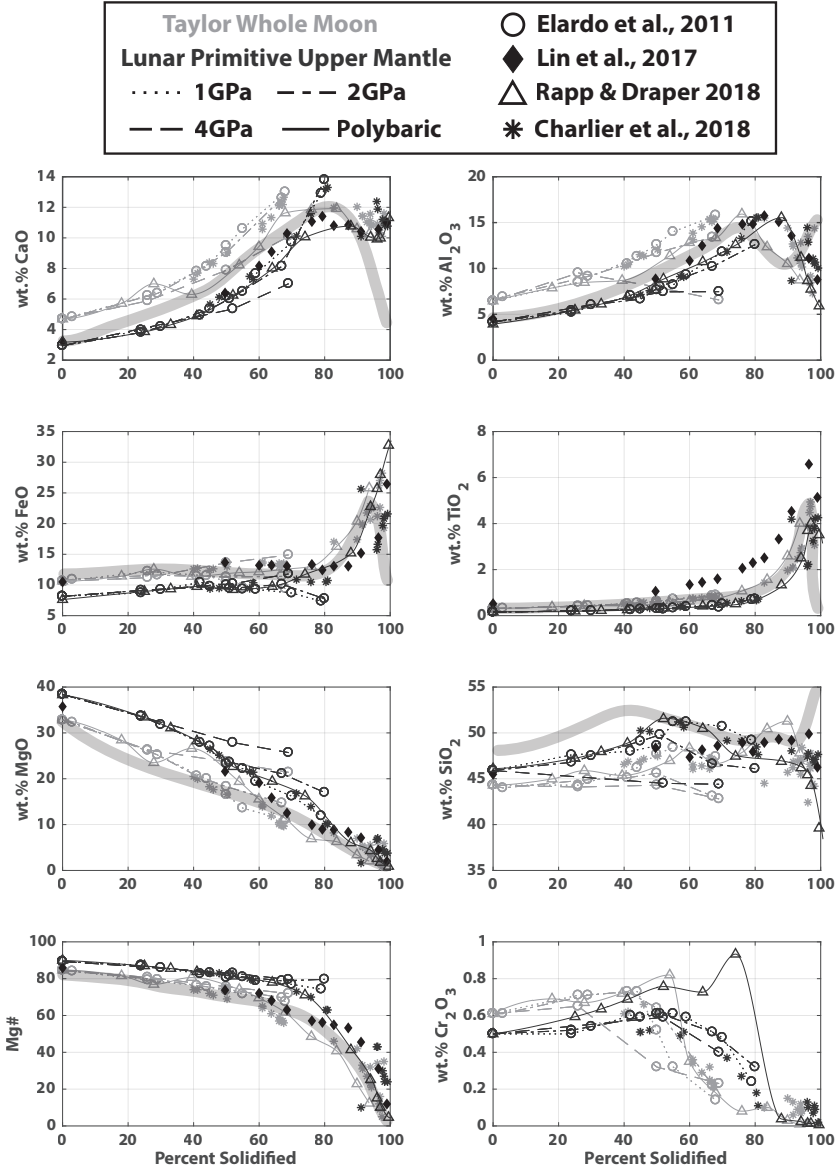 Taylor Whole Moon
Lunar Primitive Upper Mantle
1GPa 2GPa
4GPa Polybaric
Elardo et al., 2011
Lin et al., 2017
Rapp & Draper 2018
Charlier et al., 2018
wt.% CaO
14
12
10
8
6
4
2
0 20 40 60 80 100
wt.% Al2O3
20
15
10
5
0
0 20 40 60 80 100
wt.% FeO
35
30
25
20
15
10
5
0 20 40 60 80 100
wt.% TiO2
8
6
4
2
0
0 20 40 60 80 100
wt.% MgO
40
30
20
10
0
0 20 40 60 80 100
wt.% SiO2
55
50
45
40
35
0 20 40 60 80 100
Mg#
100
80
60
40
20
0
0 20 40 60 80 100
Percent Solidified
wt.% Cr2O3
1
0.8
0.6
0.4
0.2
0
0 20 40 60 80 100
Percent Solidified